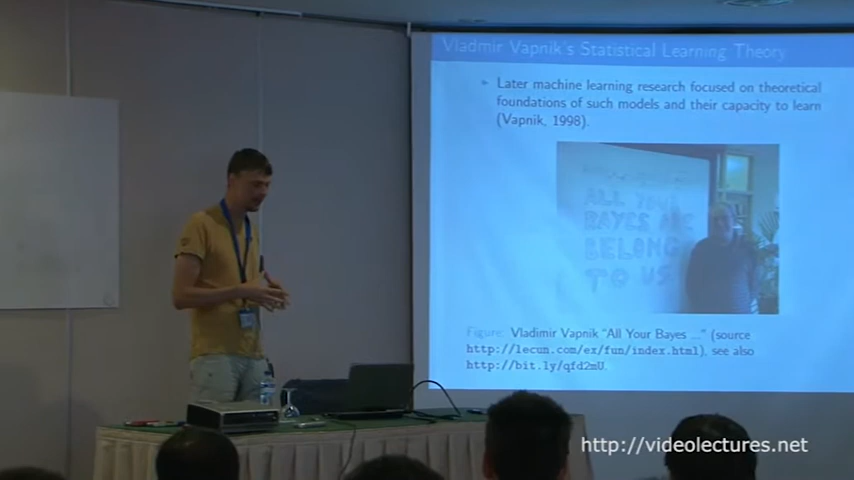 Vladmir Vapnik's Statistical Learning Theory
Later machine learning research focused on theoretical
foundations of such models and their capacity to learn
(Vapnik, 1998).
ALL YOUR
BAYES ARE
BELONG
TO US
Figure: Vladmir Vapnik "All Your Bayes ..." (source
http://lecun.com/ex/fun/index.html), see also
http://bit.ly/qfd2mU.
http://videolectures.net